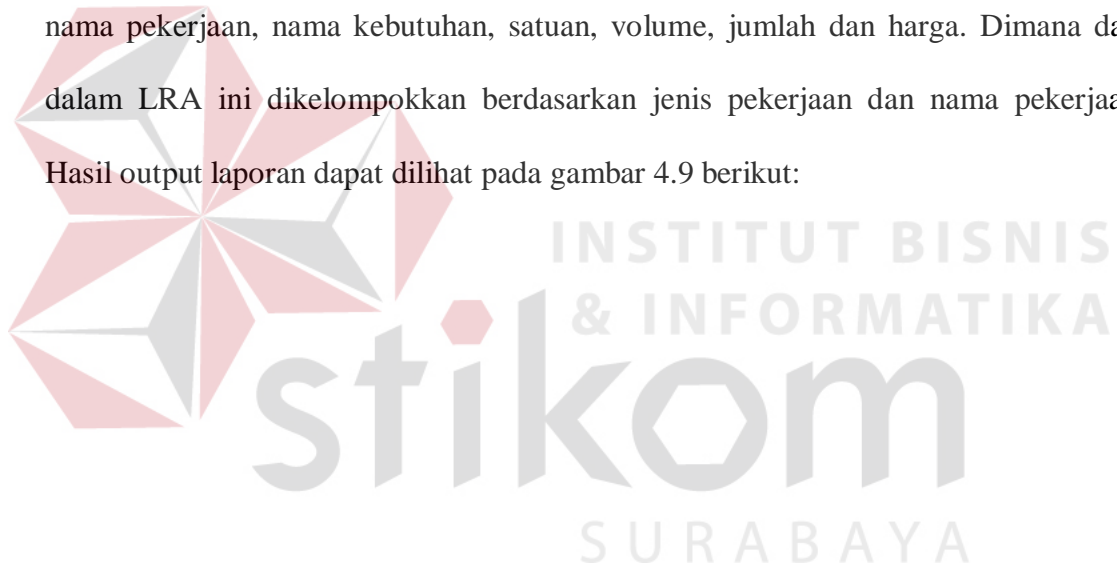 nama pekerjaan, nama kebutuhan, satuan, volume, jumlah dan harga. Dimana da
dalam LRA ini dikelompokkan berdasarkan jenis pekerjaan dan nama pekerjaa
Hasil output laporan dapat dilihat pada gambar 4.9 berikut:
INSTITUT BISNIS
& INFORMATIKA
stikom
SURABAYA